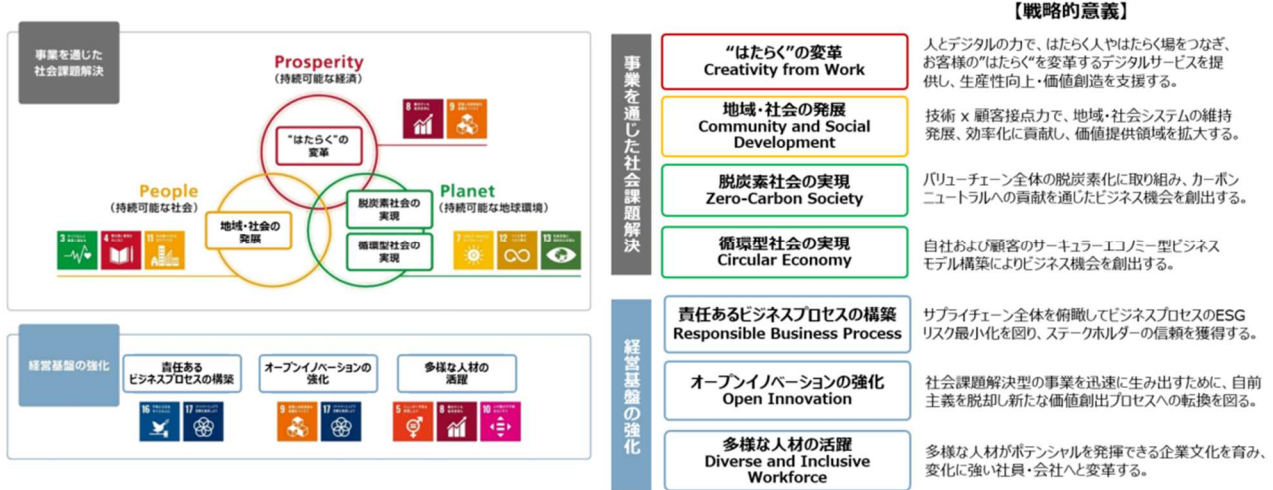 事業を通じた
社会課題解決
Prosperity
(持続可能な経済)
8
9
“はたらく”の
変革
People
(持続可能な社会)
Planet
(持続可能な地球環境)
脱炭素社会の
実現
地域・社会の
発展
循環型社会の
実現
3
4
11
7
12
13
経営基盤の強化
責任ある
ビジネスプロセスの構築
オープンイノベーションの
強化
多様な人材の
活躍
16
17
9
17
5
8
10
【戦略的意義】
事業を通じた社会課題解決
“はたらく”の変革
Creativity from Work
人とデジタルの力で、はたらく人やはたらく場をつなぎ、
お客様の”はたらく“を変革するデジタルサービスを提
供し、生産性向上・価値創造を支援する。
地域・社会の発展
Community and Social
Development
技術 x 顧客接点力で、地域・社会システムの維持
発展、効率化に貢献し、価値提供領域を拡大する。
脱炭素社会の実現
Zero-Carbon Society
バリューチェーン全体の脱炭素化に取り組み、カーボン
ニュートラルへの貢献を通じたビジネス機会を創出する。
循環型社会の実現
Circular Economy
自社および顧客のサーキュラーエコノミー型ビジネス
モデル構築によりビジネス機会を創出する。
経営基盤の強化
責任あるビジネスプロセスの構築
Responsible Business Process
サプライチェーン全体を俯瞰してビジネスプロセスのESG
リスク最小化を図り、ステークホルダーの信頼を獲得する。
オープンイノベーションの強化
Open Innovation
社会課題解決型の事業を迅速に生み出すために、自前
主義を脱却し新たな価値創出プロセスへの転換を図る。
多様な人材の活躍
Diverse and Inclusive
Workforce
多様な人材がポテンシャルを発揮できる企業文化を育み、
変化に強い社員・会社へと変革する。